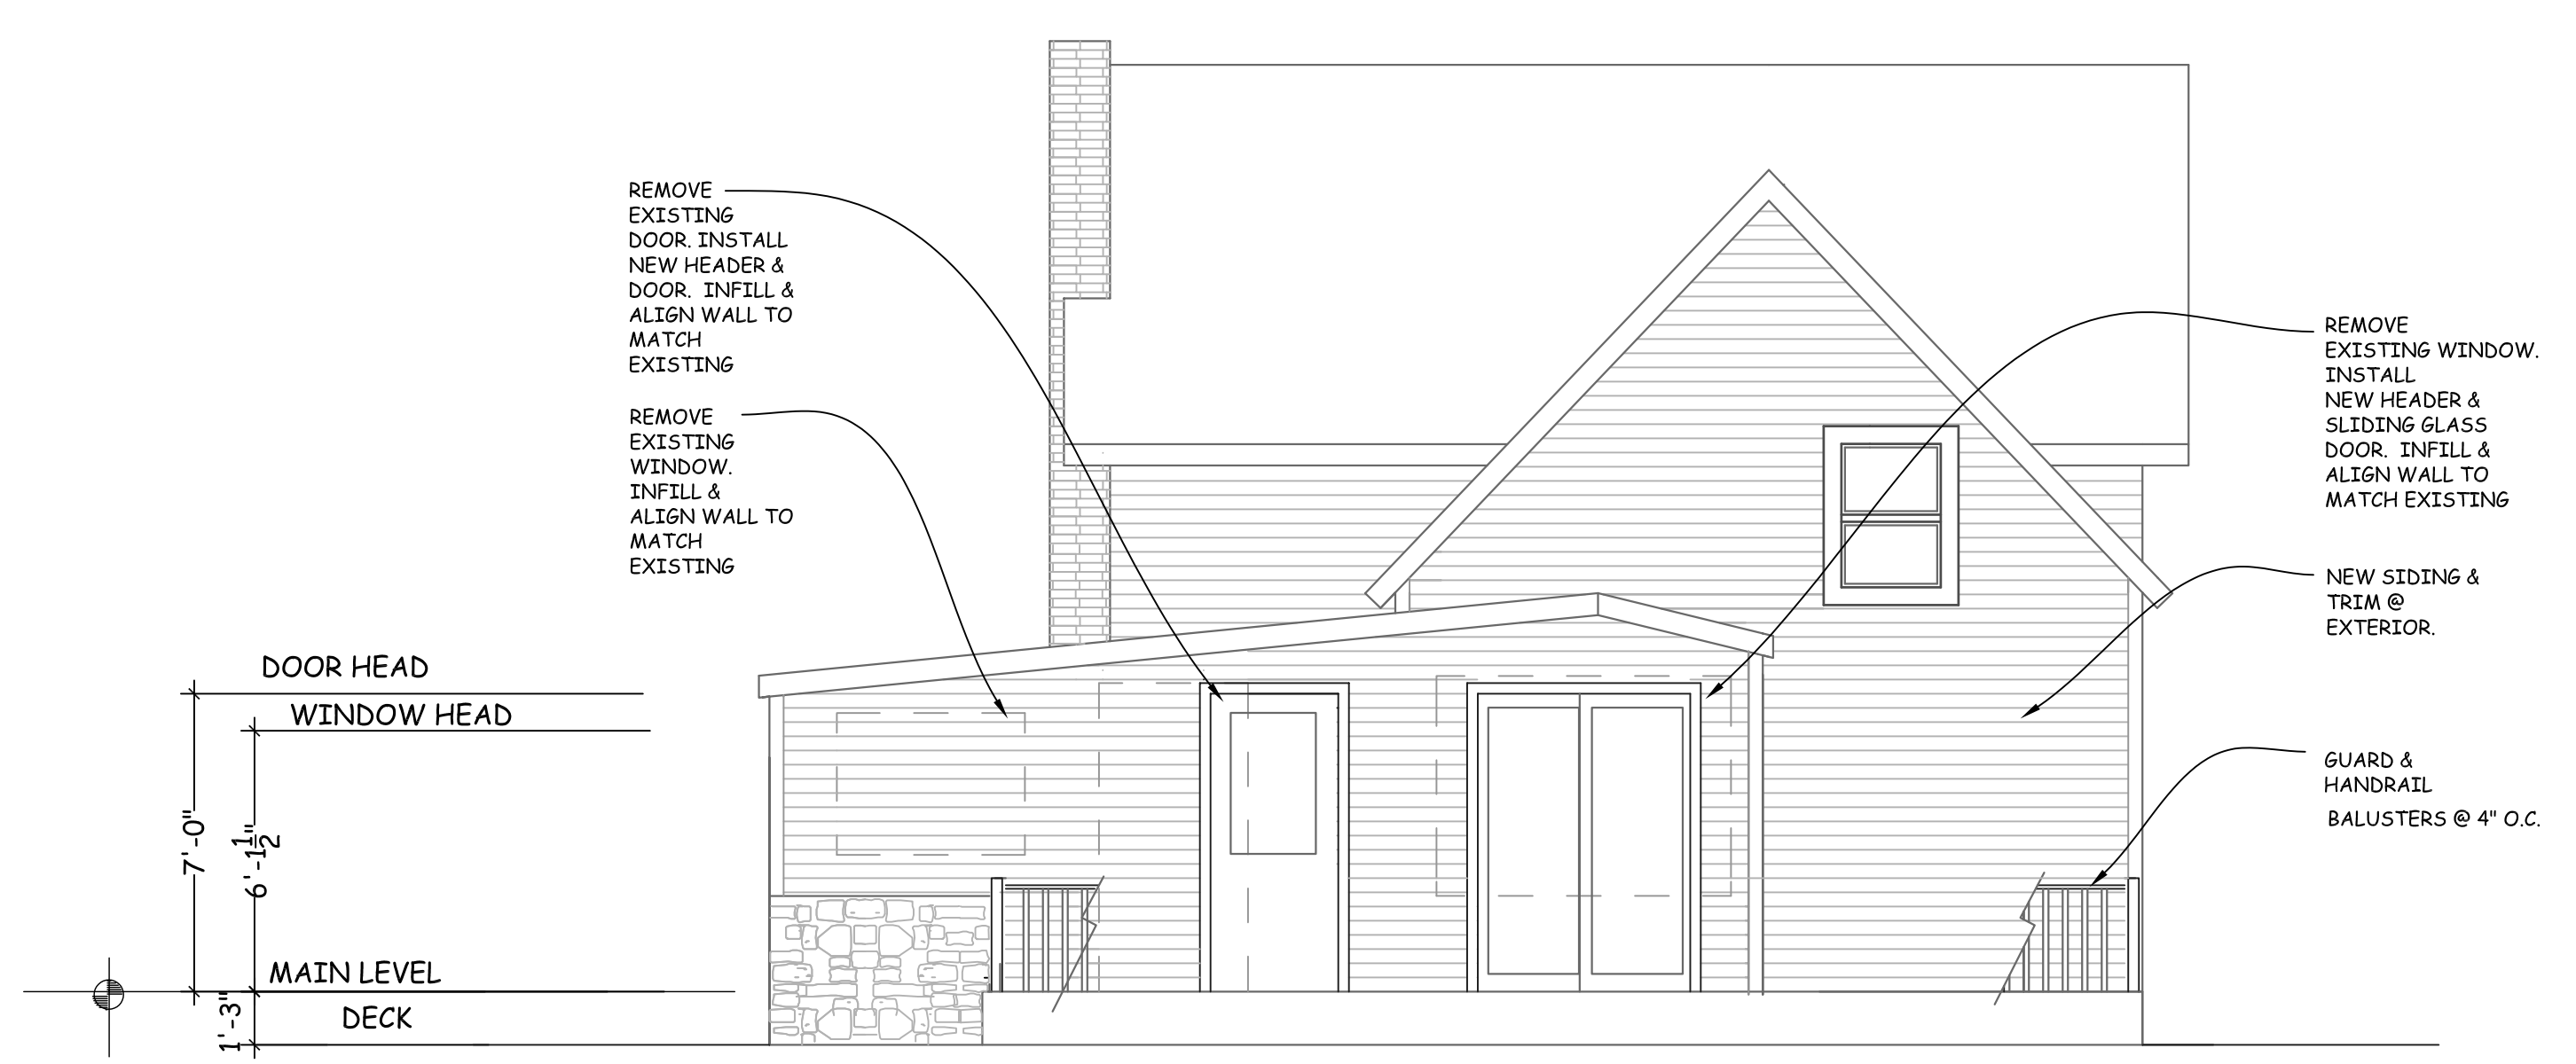 REMOVE
EXISTING
DOOR. INSTALL
NEW HEADER &
DOOR. INFILL &
ALIGN WALL TO
MATCH
EXISTING
REMOVE
EXISTING
WINDOW.
INFILL &
ALIGN WALL TO
MATCH
EXISTING
REMOVE
EXISTING WINDOW.
INSTALL
NEW HEADER &
SLIDING GLASS
DOOR. INFILL &
ALIGN WALL TO
MATCH EXISTING
NEW SIDING &
TRIM @
EXTERIOR.
GUARD &
HANDRAIL
BALUSTERS @ 4" O.C.
DOOR HEAD
WINDOW HEAD
7'-0"
6'-1 1/2"
MAIN LEVEL
DECK
1'-3"